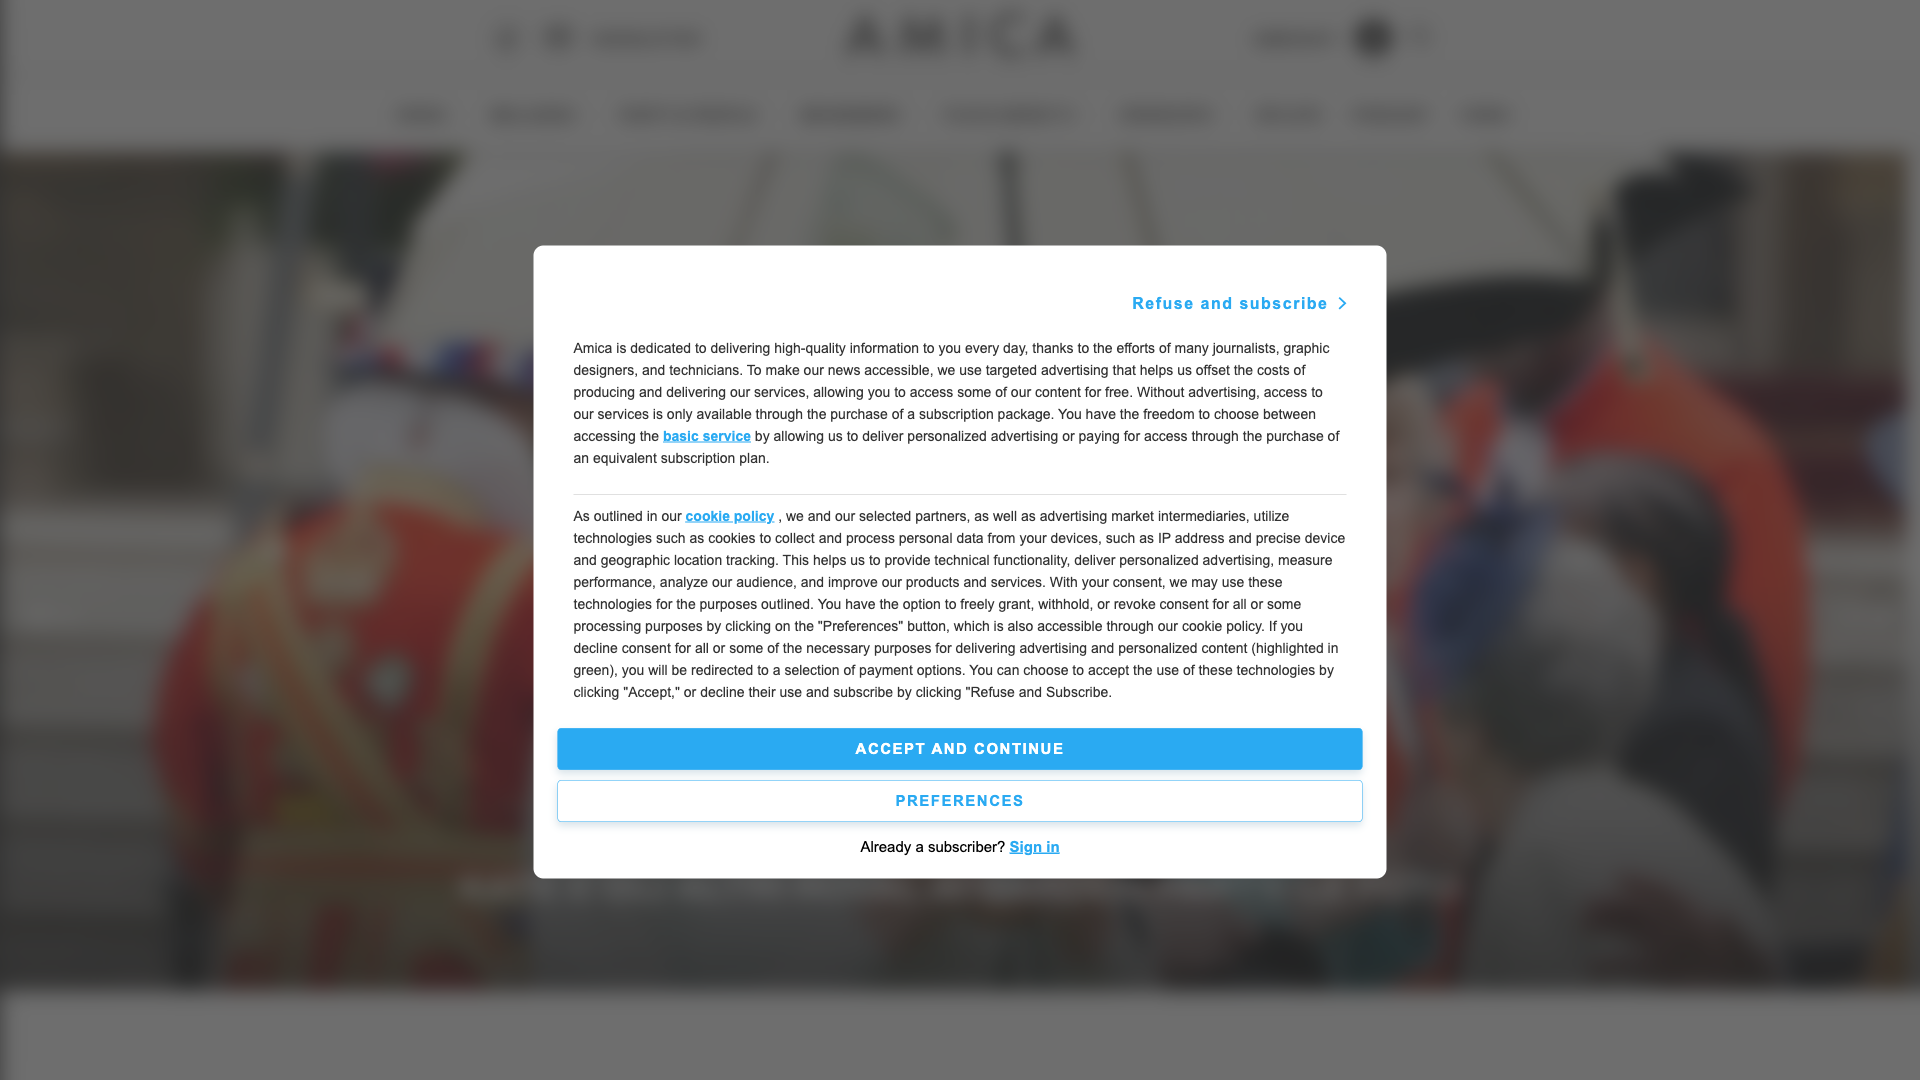 AMICA
Refuse and subscribe
Amica is dedicated to delivering high-quality information to you every day, thanks to the efforts of many journalists, graphic
designers, and technicians. To make our news accessible, we use targeted advertising that helps us offset the costs of
producing and delivering our services, allowing you to access some of our content for free. Without advertising, access to
our services is only available through the purchase of a subscription package. You have the freedom to choose between
accessing the basic service by allowing us to deliver personalized advertising or paying for access through the purchase of
an equivalent subscription plan.
As outlined in our cookie policy , we and our selected partners, as well as advertising market intermediaries, utilize
technologies such as cookies to collect and process personal data from your devices, such as IP address and precise device
and geographic location tracking. This helps us to provide technical functionality, deliver personalized advertising, measure
performance, analyze our audience, and improve our products and services. With your consent, we may use these
technologies for the purposes outlined. You have the option to freely grant, withhold, or revoke consent for all or some
processing purposes by clicking on the "Preferences" button, which is also accessible through our cookie policy. If you
decline consent for all or some of the necessary purposes for delivering advertising and personalized content (highlighted in
green), you will be redirected to a selection of payment options. You can choose to accept the use of these technologies by
clicking "Accept," or decline their use and subscribe by clicking "Refuse and Subscribe.
ACCEPT AND CONTINUE
PREFERENCES
Already a subscriber? Sign in